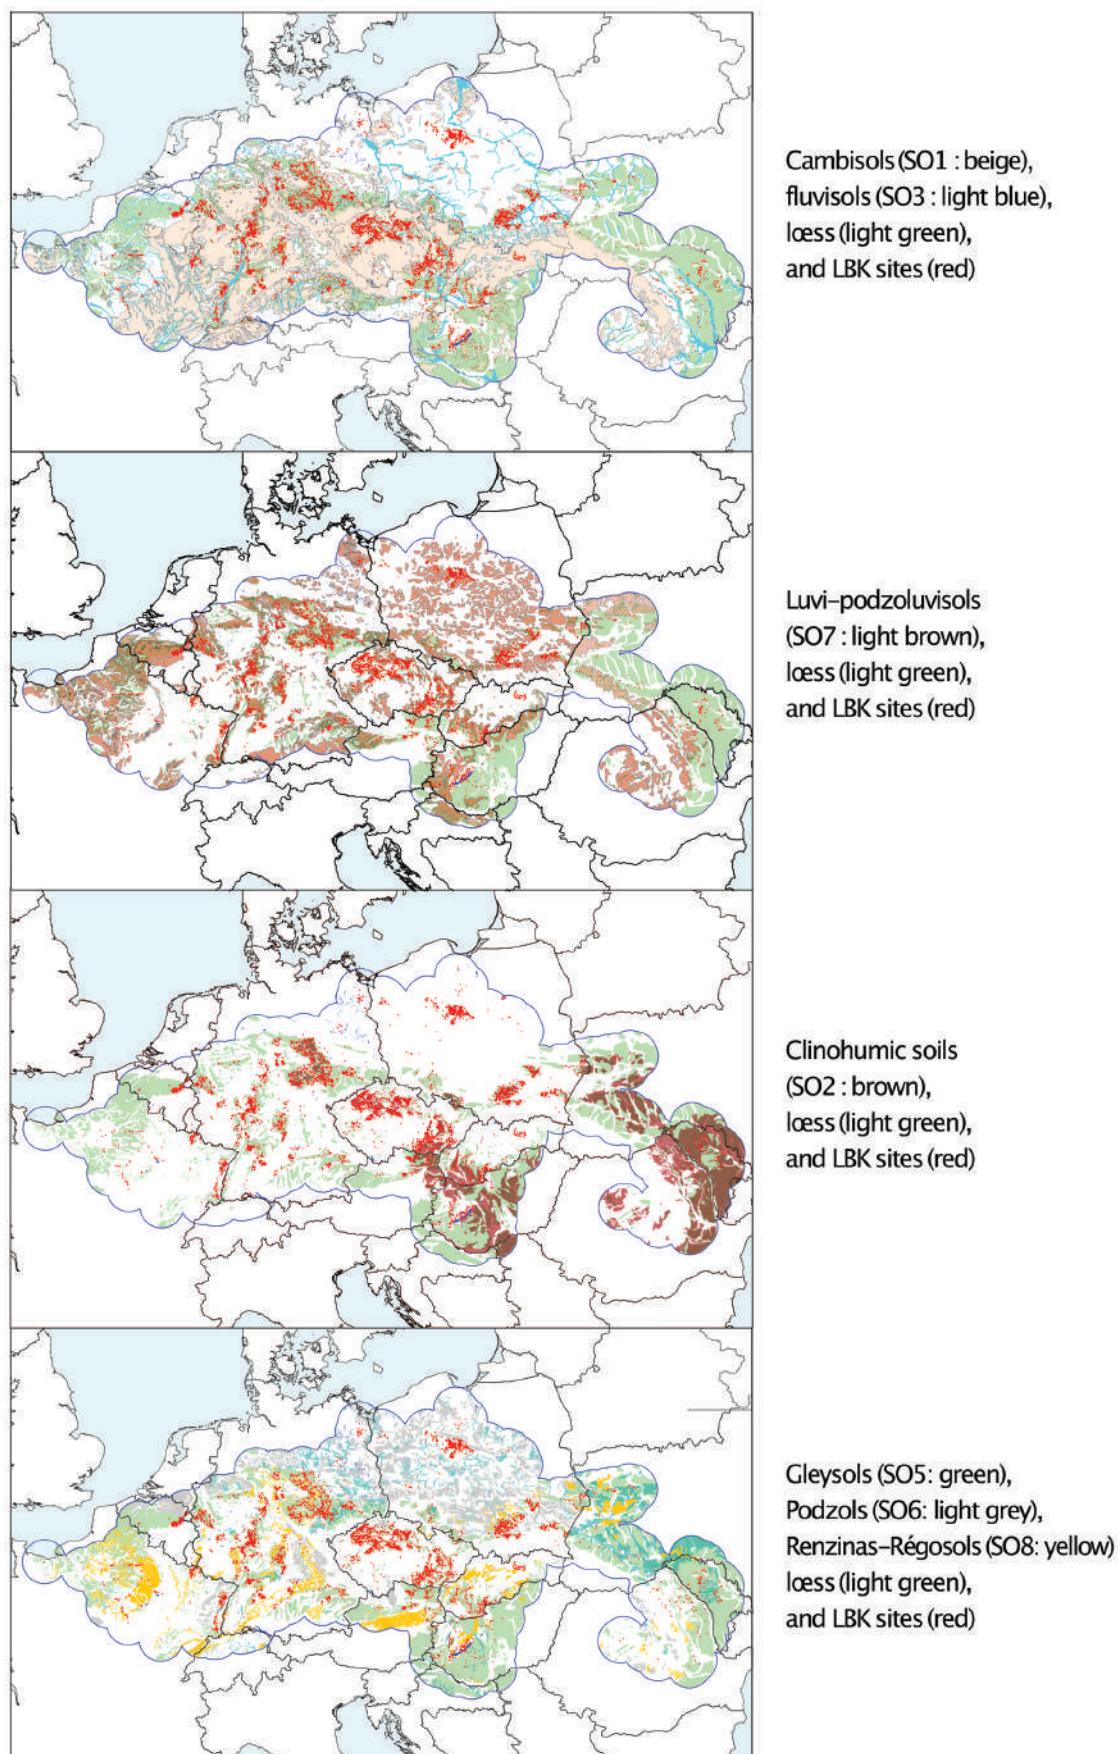 Cambisols (SO1 : beige),
fluvisols (SO3 : light blue),
lœss (light green),
and LBK sites (red)
Luvi-podzoluvisols
(SO7 : light brown),
lœss (light green),
and LBK sites (red)
Clinohumic soils
(SO2 : brown),
lœss (light green),
and LBK sites (red)
Gleysols (SO5: green),
Podzols (SO6: light grey),
Renzinas-Régosols (SO8: yellow)
lœss (light green),
and LBK sites (red)